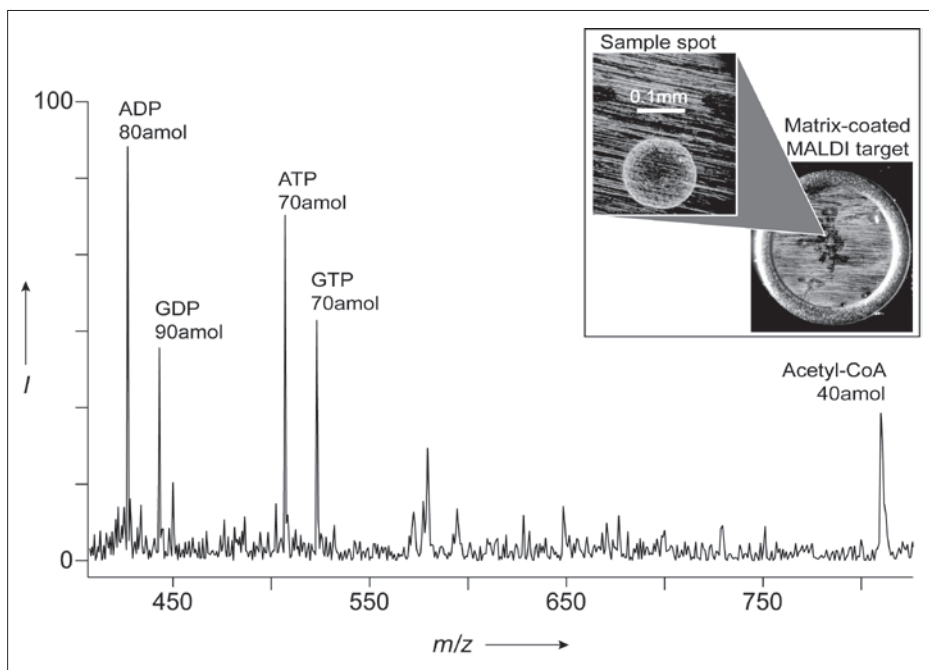 Sample spot
0.1mm
Matrix-coated
MALDI target
100
ADP
80amol
ATP
70amol
GDP
90amol
GTP
70amol
Acetyl-CoA
40amol
I
0
450
550
650
750
m/z